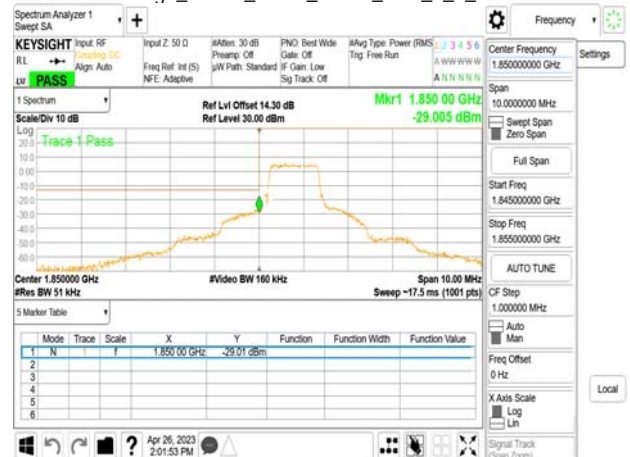 Spectrum Analyzer 1
Swept SA
+
Frequency
KEYSIGHT
Input: RF
Coupling: DC
Align: Auto
Input Z: 50 Ω
Freq Ref: Int (S)
NFE: Adaptive
#Atten: 30 dB
Preamp: Off
µW Path: Standard
PNO: Best Wide
Gate: Off
IF Gain: Low
Sig Track: Off
#Avg Type: Power (RMS)
Trig: Free Run
1 2 3 4 5 6
A W W W W W
A N N N N N
RL
PASS
Center Frequency
1.850000000 GHz
Settings
Span
10.0000000 MHz
Swept Span
Zero Span
Full Span
Start Freq
1.845000000 GHz
Stop Freq
1.855000000 GHz
AUTO TUNE
CF Step
1.000000 MHz
Auto
Man
Freq Offset
0 Hz
X Axis Scale
Log
Lin
Signal Track
(Span Zoom)
Local
1 Spectrum
Scale/Div 10 dB
Ref Lvl Offset 14.30 dB
Ref Level 30.00 dBm
Mkr1 1.850 00 GHz
-29.005 dBm
Log
Trace 1 Pass
20.0
10.0
0.00
-10.0
-20.0
-30.0
-40.0
-50.0
-60.0
1
Center 1.850000 GHz
#Res BW 51 kHz
#Video BW 160 kHz
Span 10.00 MHz
Sweep ~17.5 ms (1001 pts)
5 Marker Table
Mode Trace Scale X Y Function Function Width Function Value
1 N 1 f 1.850 00 GHz -29.01 dBm
2
3
4
5
6
?
Apr 26, 2023
2:01:53 PM